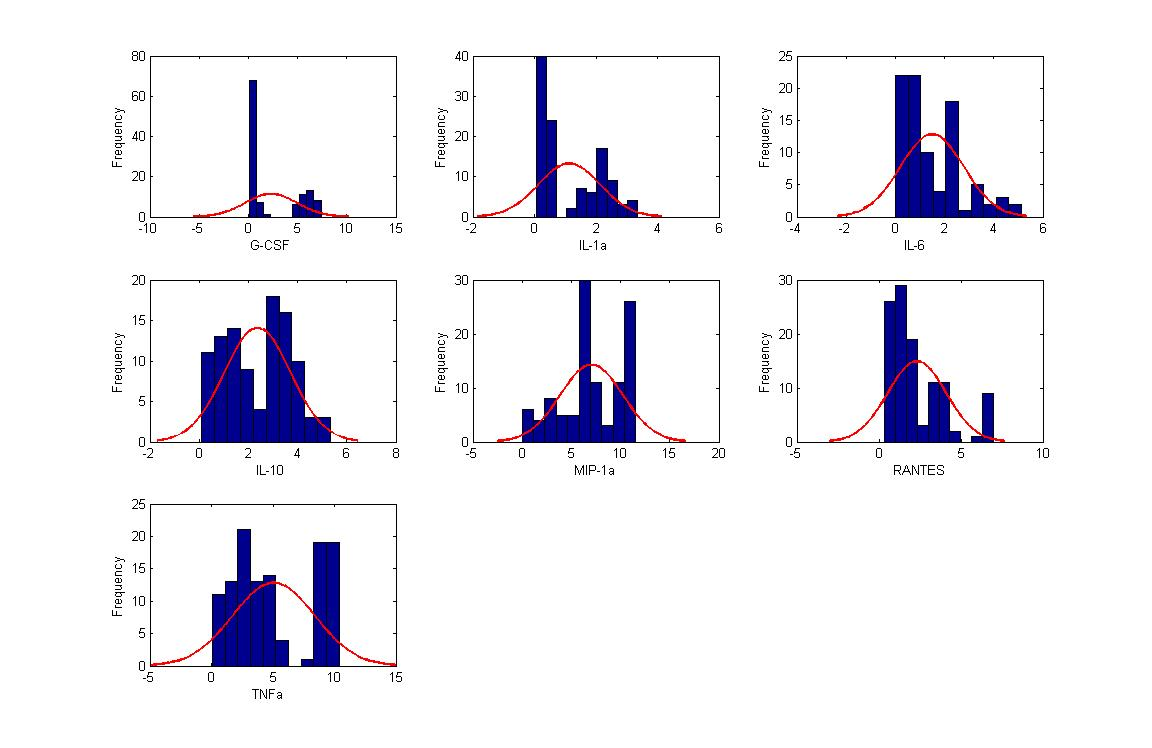 80
60
40
20
0
Frequency
-10 -5 0 5 10 15
G-CSF
40
30
20
10
0
Frequency
-2 0 2 4 6
IL-1a
25
20
15
10
5
0
Frequency
-4 -2 0 2 4 6
IL-6
20
15
10
5
0
Frequency
-2 0 2 4 6 8
IL-10
30
20
10
0
Frequency
-5 0 5 10 15 20
MIP-1a
30
20
10
0
Frequency
-5 0 5 10
RANTES
25
20
15
10
5
0
Frequency
-5 0 5 10 15
TNFa